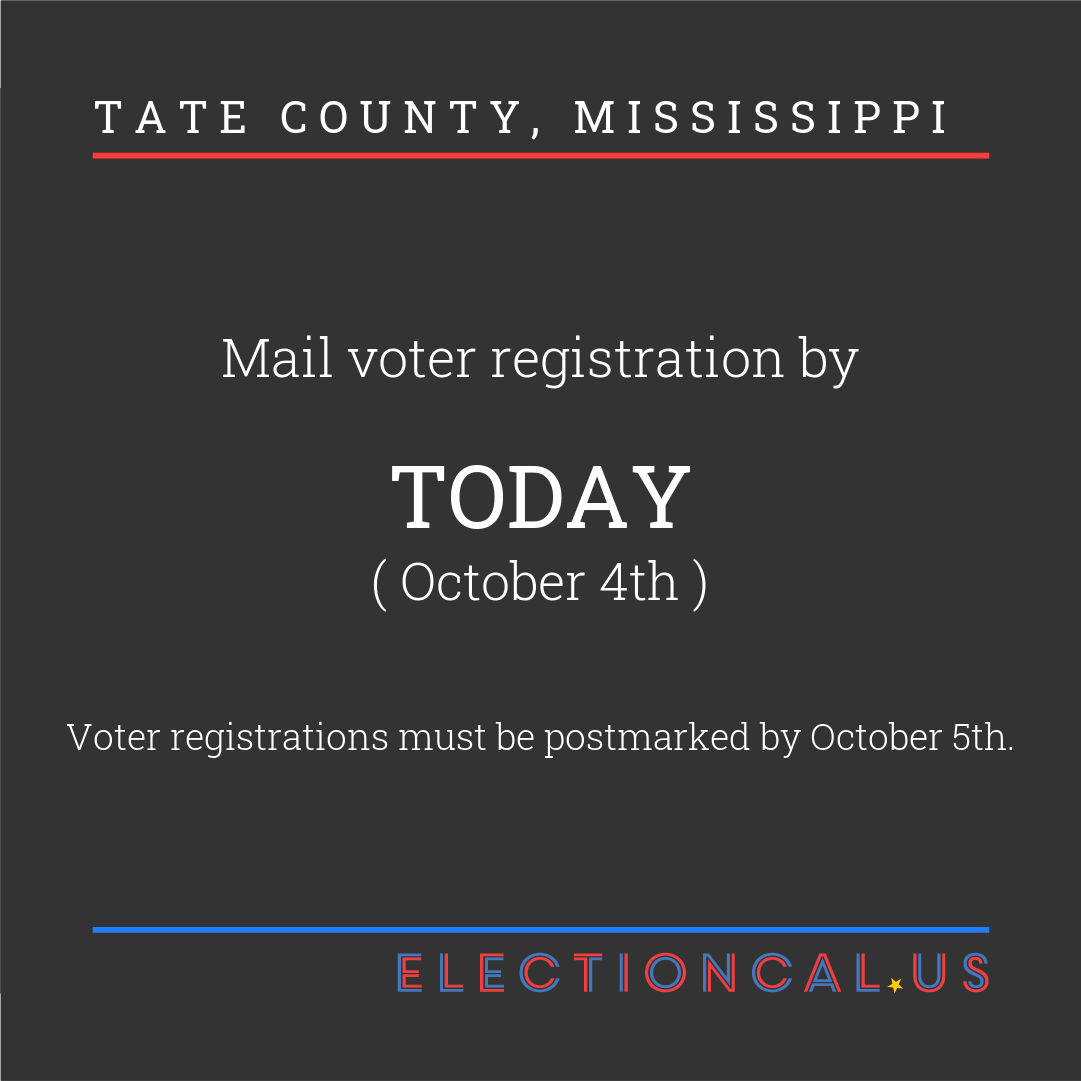 TATE COUNTY, MISSISSIPPI
Mail voter registration by
TODAY
( October 4th )
Voter registrations must be postmarked by October 5th.
ELECTIONCAL.US